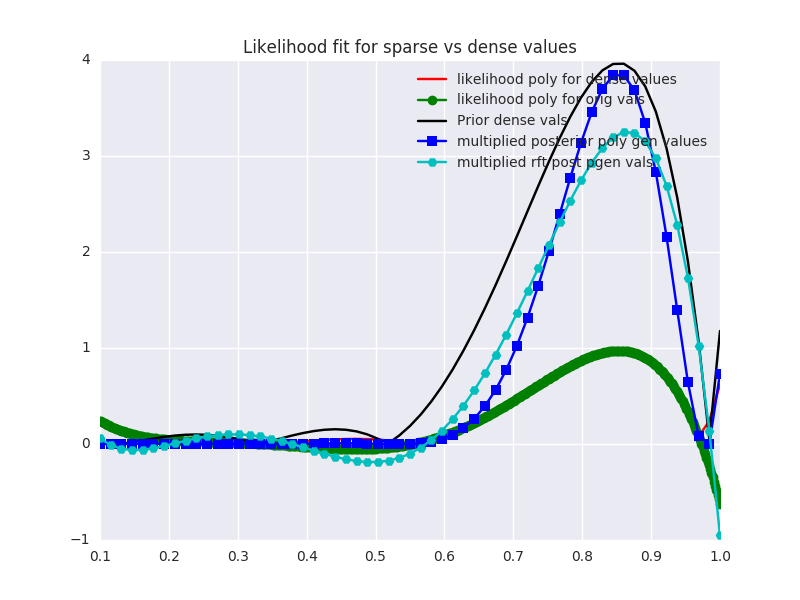 Likelihood fit for sparse vs dense values
likelihood poly for dense values
likelihood poly for orig vals
Prior dense vals
multiplied posterior poly gen values
multiplied rft post pgen vals
4
3
2
1
0
−1
0.1 0.2 0.3 0.4 0.5 0.6 0.7 0.8 0.9 1.0